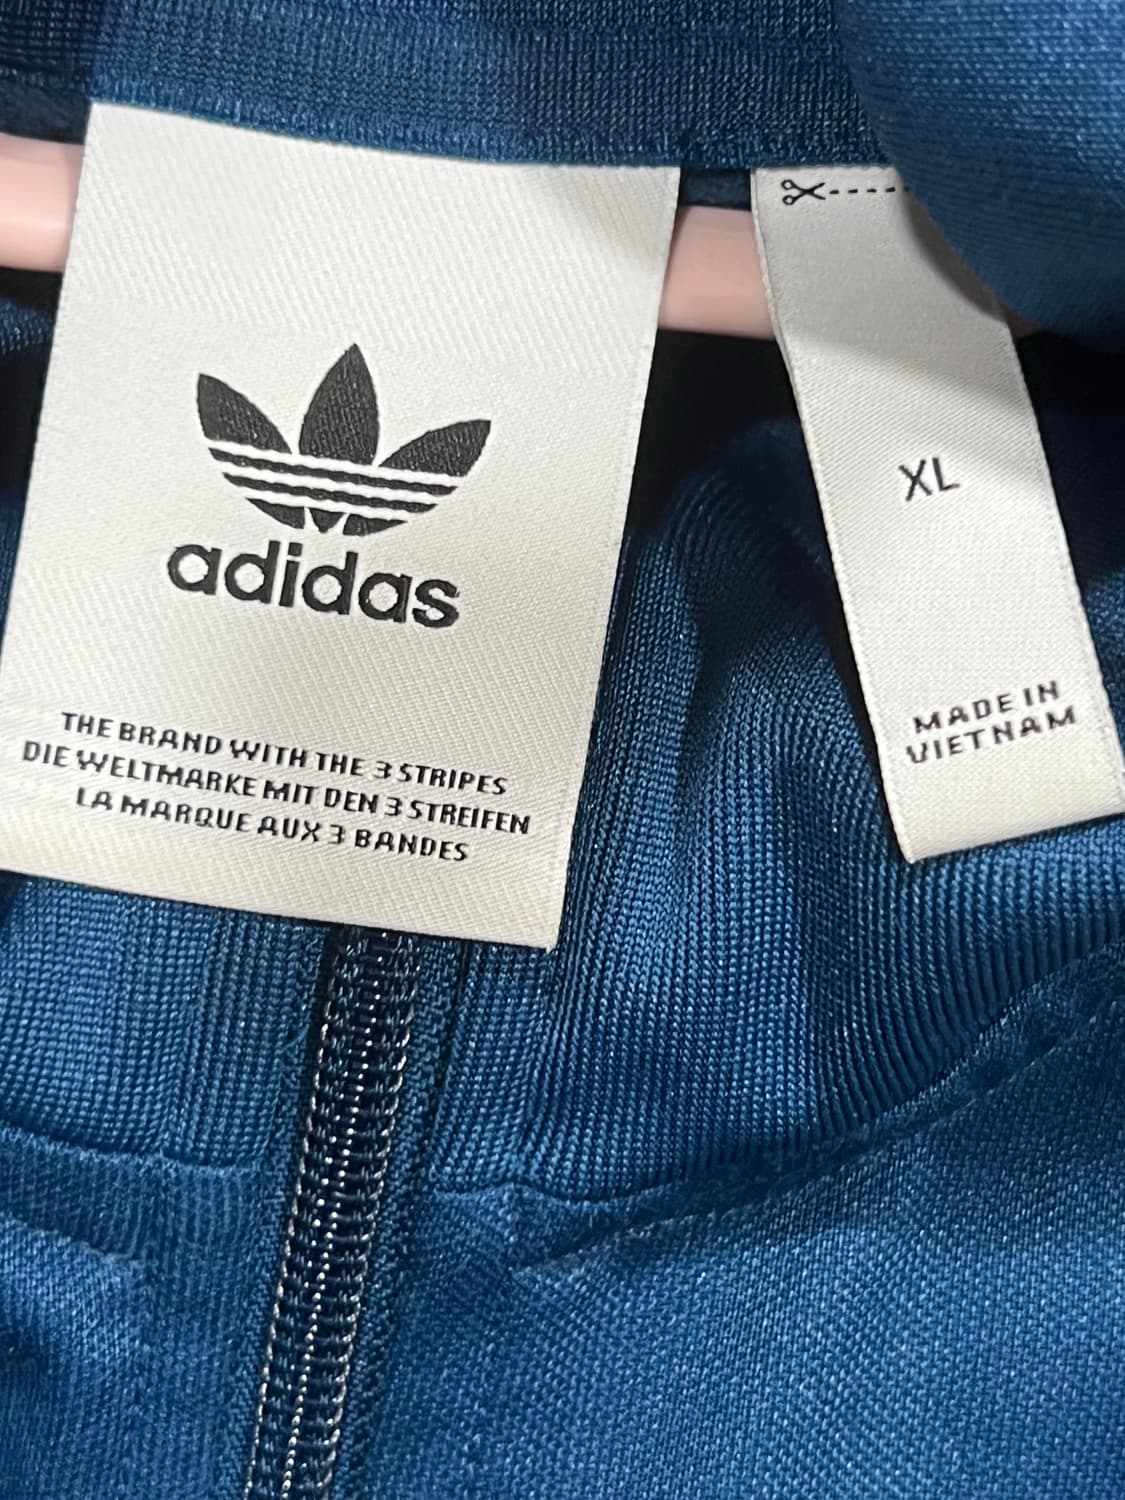 adidas
THE BRAND WITH THE 3 STRIPES
DIE WELTMARKE MIT DEN 3 STREIFEN
LA MARQUE AUX 3 BANDES
XL
MADE IN
VIETNAM